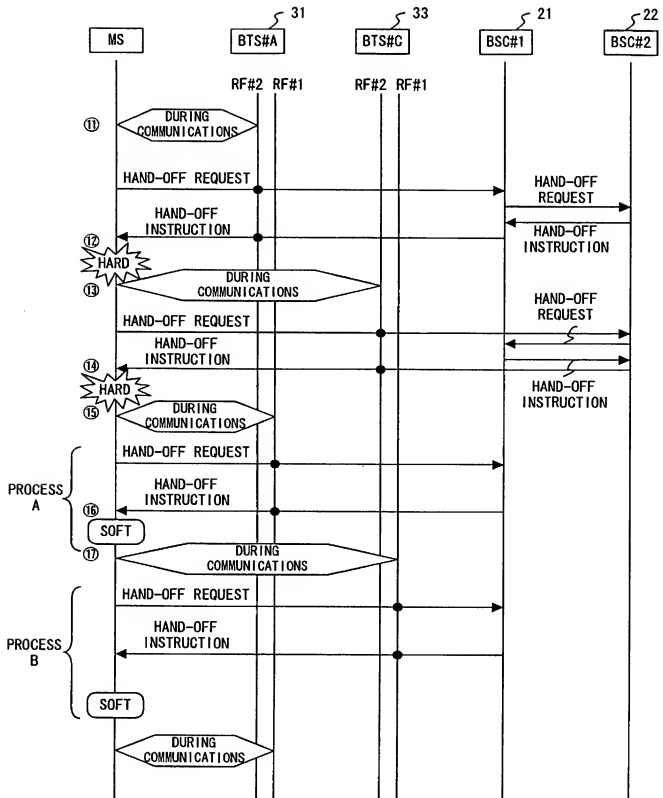 31 33 21 22
MS BTS#A BTS#C BSC#1 BSC#2
RF#2 RF#1 RF#2 RF#1
⑪ DURING
COMMUNICATIONS
HAND-OFF REQUEST
HAND-OFF
REQUEST
HAND-OFF
INSTRUCTION
HAND-OFF
INSTRUCTION
⑫
HARD
⑬ DURING
COMMUNICATIONS
HAND-OFF
REQUEST
HAND-OFF REQUEST
HAND-OFF
INSTRUCTION
⑭
HARD
HAND-OFF
INSTRUCTION
⑮ DURING
COMMUNICATIONS
HAND-OFF REQUEST
PROCESS
A
HAND-OFF
INSTRUCTION
⑯
SOFT
⑰ DURING
COMMUNICATIONS
HAND-OFF REQUEST
PROCESS
B
HAND-OFF
INSTRUCTION
SOFT
DURING
COMMUNICATIONS